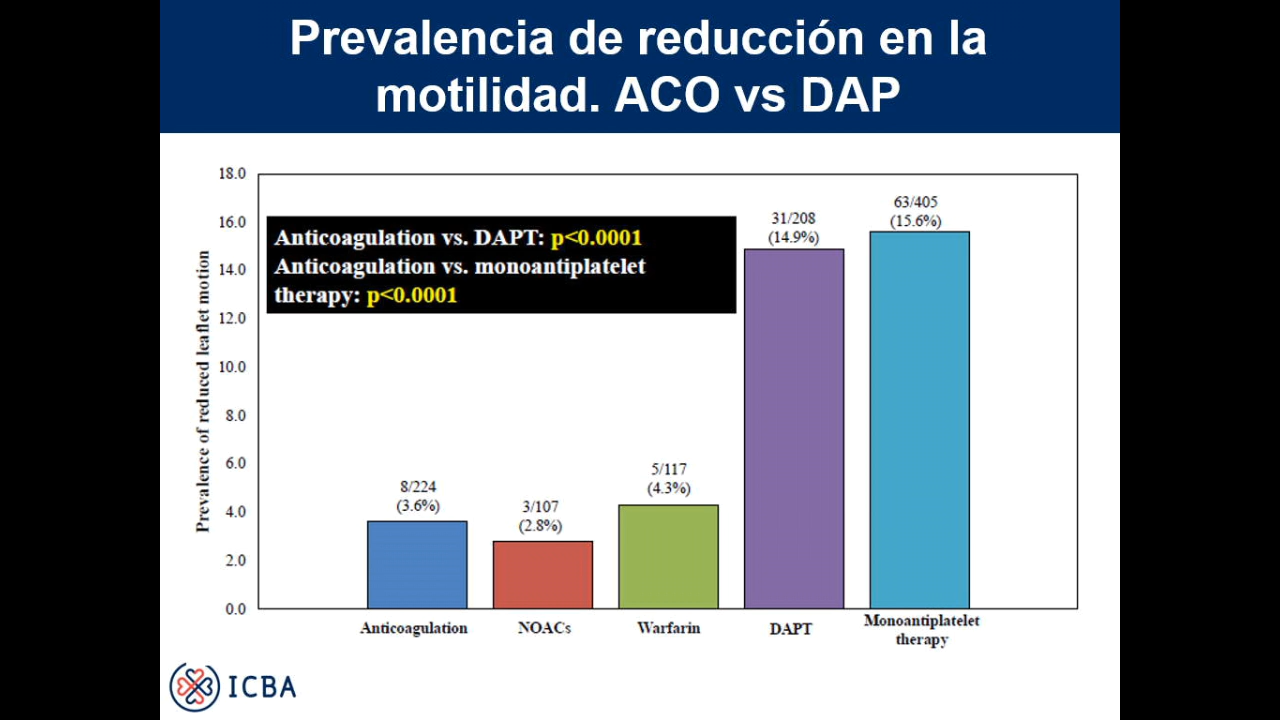 Prevalencia de reducción en la
motilidad. ACO vs DAP
Prevalence of reduced leaflet motion
18.0
16.0
14.0
12.0
10.0
8.0
6.0
4.0
2.0
0.0
Anticoagulation vs. DAPT: p<0.0001
Anticoagulation vs. monoantiplatelet
therapy: p<0.0001
8/224
(3.6%)
3/107
(2.8%)
5/117
(4.3%)
31/208
(14.9%)
63/405
(15.6%)
Anticoagulation
NOACs
Warfarin
DAPT
Monoantiplatelet
therapy
ICBA